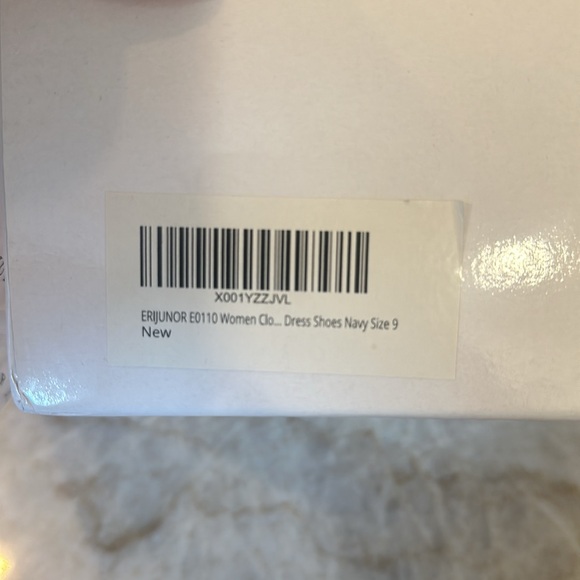 X001YZZJVL
ERIJUNOR E0110 Women Clo... Dress Shoes Navy Size 9
New